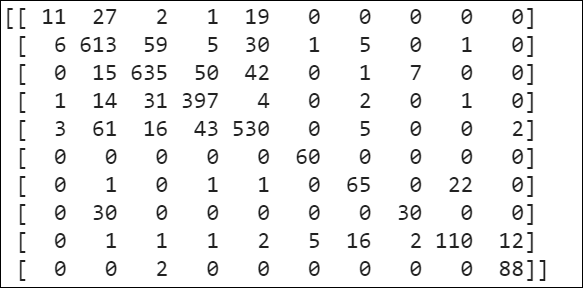 [[ 11 27 2 1 19 0 0 0 0 0]
[ 6 613 59 5 30 1 5 0 1 0]
[ 0 15 635 50 42 0 1 7 0 0]
[ 1 14 31 397 4 0 2 0 1 0]
[ 3 61 16 43 530 0 5 0 0 2]
[ 0 0 0 0 0 60 0 0 0 0]
[ 0 1 0 1 1 0 65 0 22 0]
[ 0 30 0 0 0 0 0 30 0 0]
[ 0 1 1 1 2 5 16 2 110 12]
[ 0 0 2 0 0 0 0 0 0 88]]